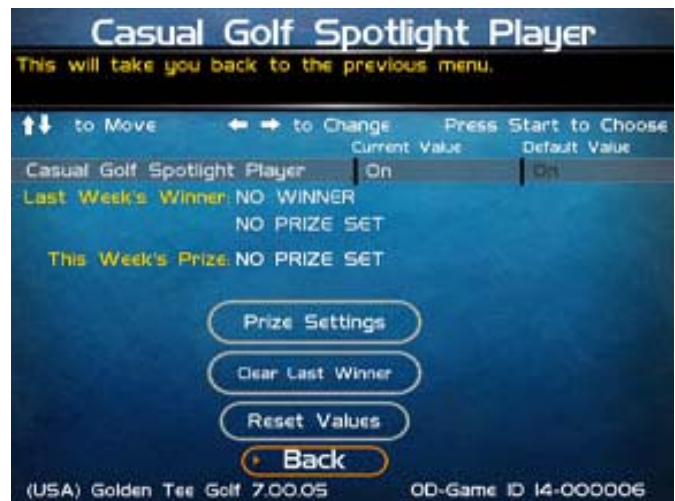 Casual Golf Spotlight Player
This will take you back to the previous menu.
to Move to Change Press Start to Choose
Current Value Default Value
Casual Golf Spotlight Player On On
Last Week's Winner: NO WINNER
NO PRIZE SET
This Week's Prize: NO PRIZE SET
Prize Settings
Clear Last Winner
Reset Values
Back
(USA) Golden Tee Golf 7.00.05 OD-Game ID 14-000006